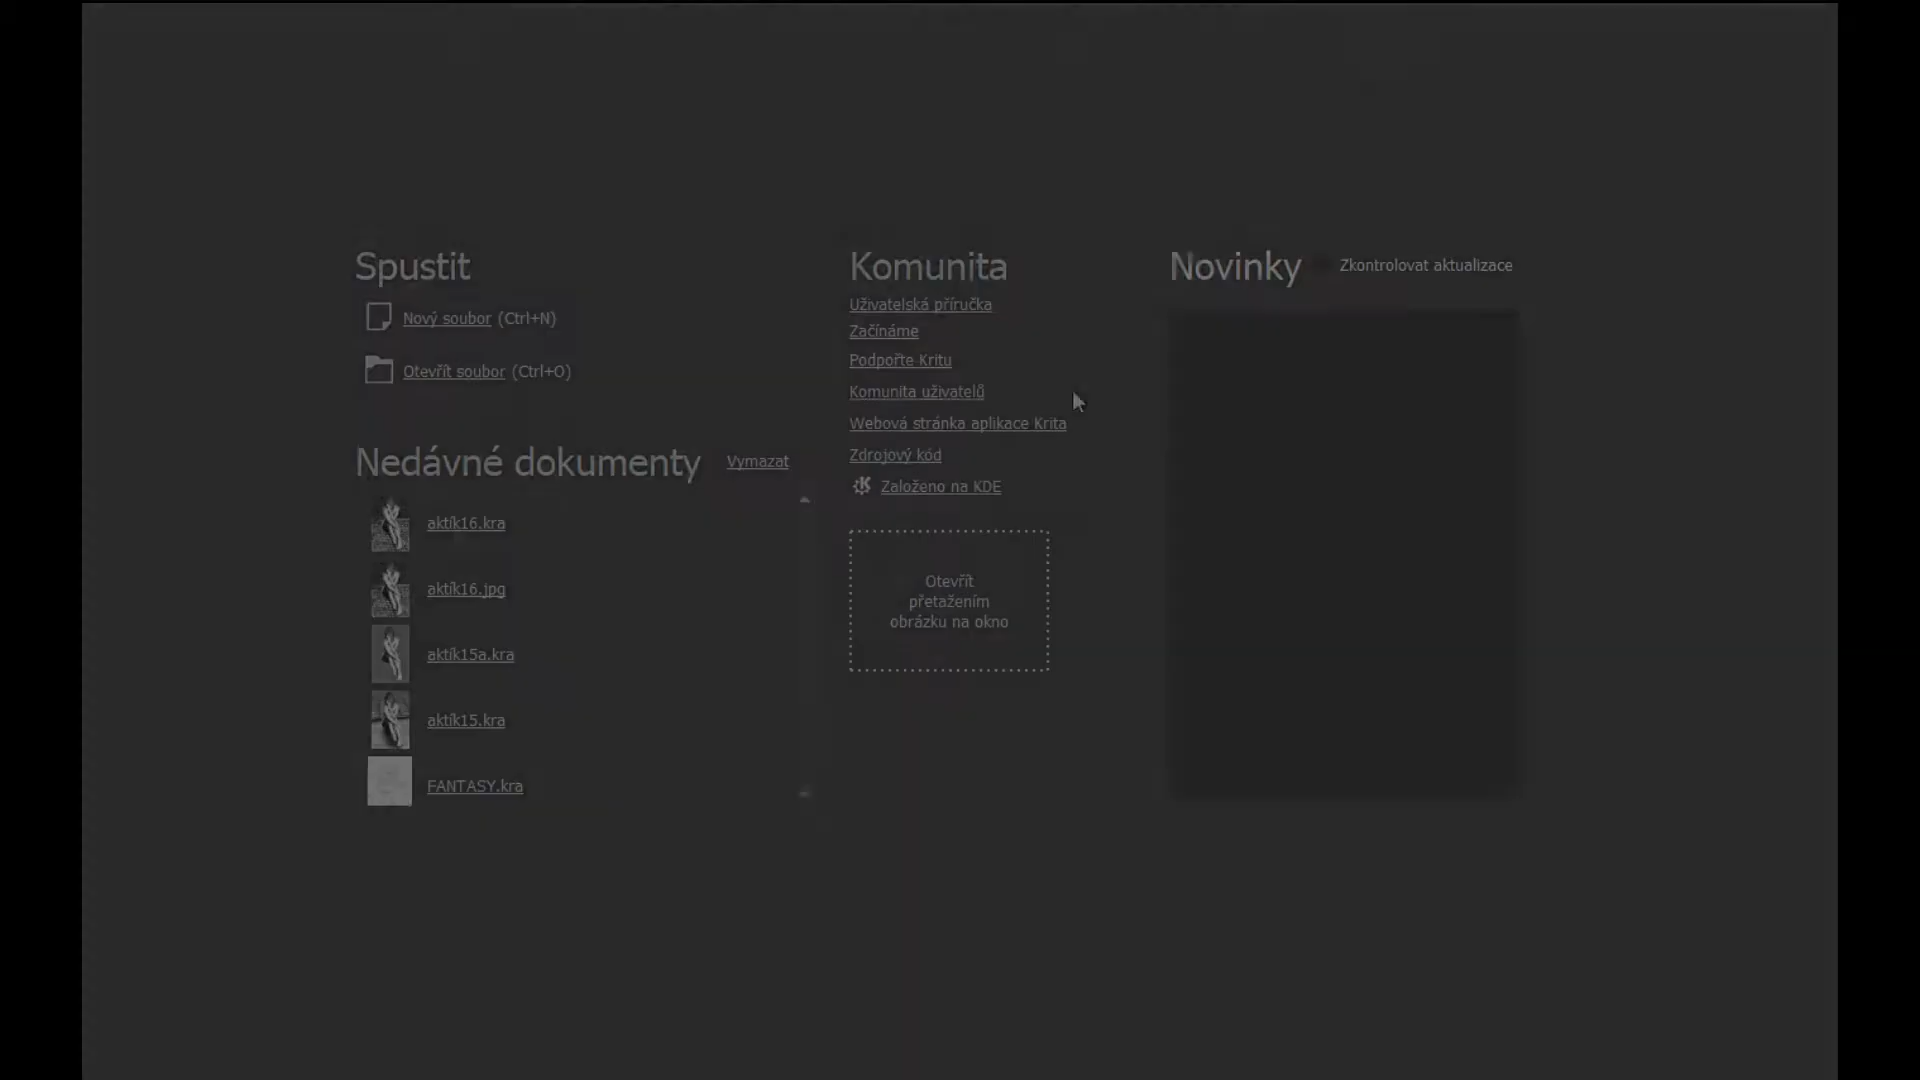 Spustit
Nový soubor (Ctrl+N)
Otevřít soubor (Ctrl+O)
Nedávné dokumenty Vymazat
aktík16.kra
aktík16.jpg
aktík15a.kra
aktík15.kra
FANTASY.kra
Komunita
Uživatelská příručka
Začínáme
Podpořte Kritu
Komunita uživatelů
Webová stránka aplikace Krita
Zdrojový kód
Založeno na KDE
Otevřít
přetažením
obrázku na okno
Novinky Zkontrolovat aktualizace